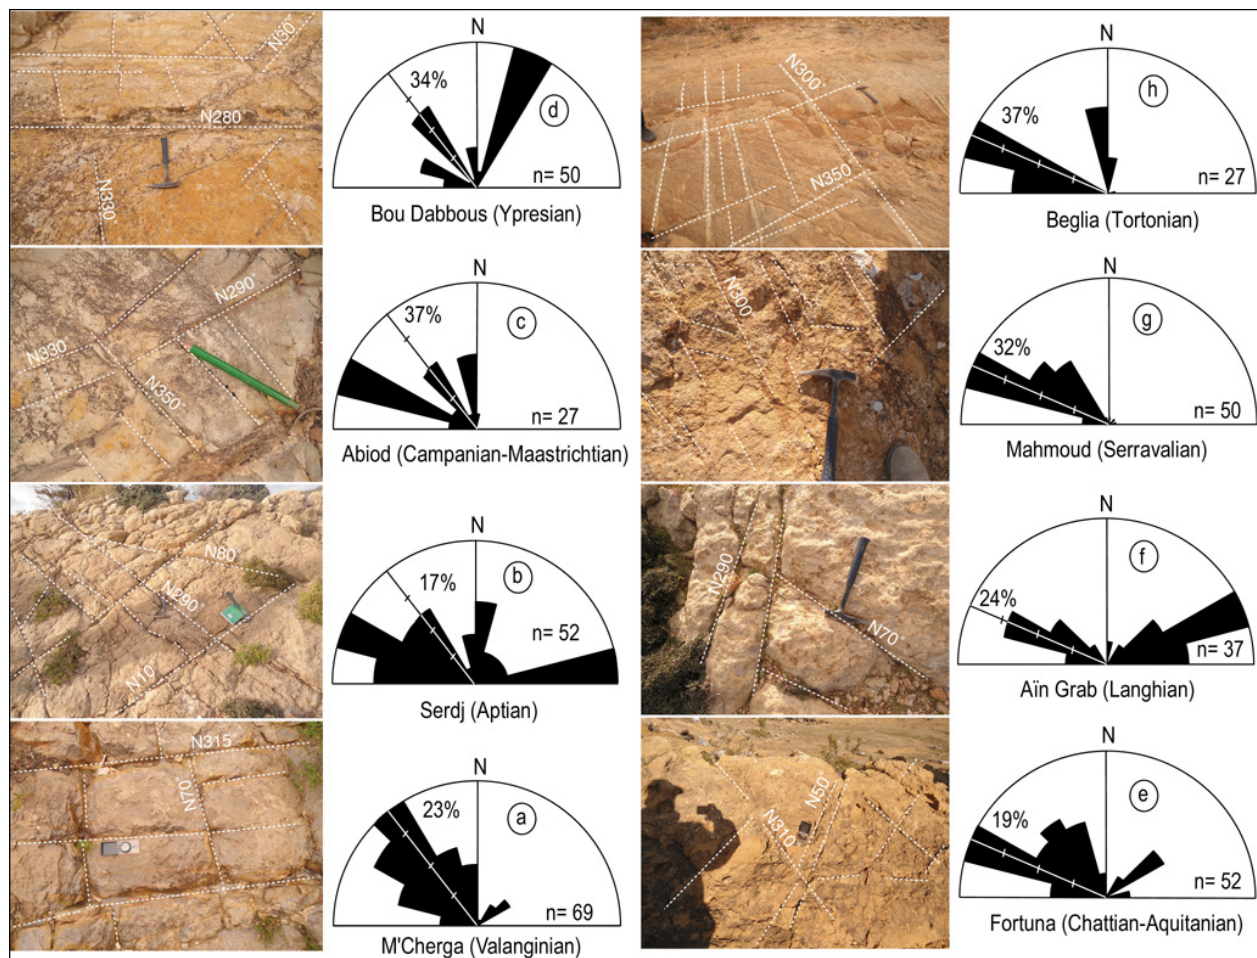 N30°
N280
N330
N
34%
d
n= 50
Bou Dabbous (Ypresian)
N300°
N350°
N
37%
h
n= 27
Beglia (Tortonian)
N290°
N330°
N350°
N
37%
c
n= 27
Abiod (Campanian-Maastrichtian)
N300
N
32%
g
n= 50
Mahmoud (Serravalian)
N80°
N290°
N10°
N
17%
b
n= 52
Serdj (Aptian)
N290
N70°
N
24%
f
n= 37
Aïn Grab (Langhian)
N315
N70
N
23%
a
n= 69
M'Cherga (Valanginian)
N50°
N310
N
19%
e
n= 52
Fortuna (Chattian-Aquitanian)